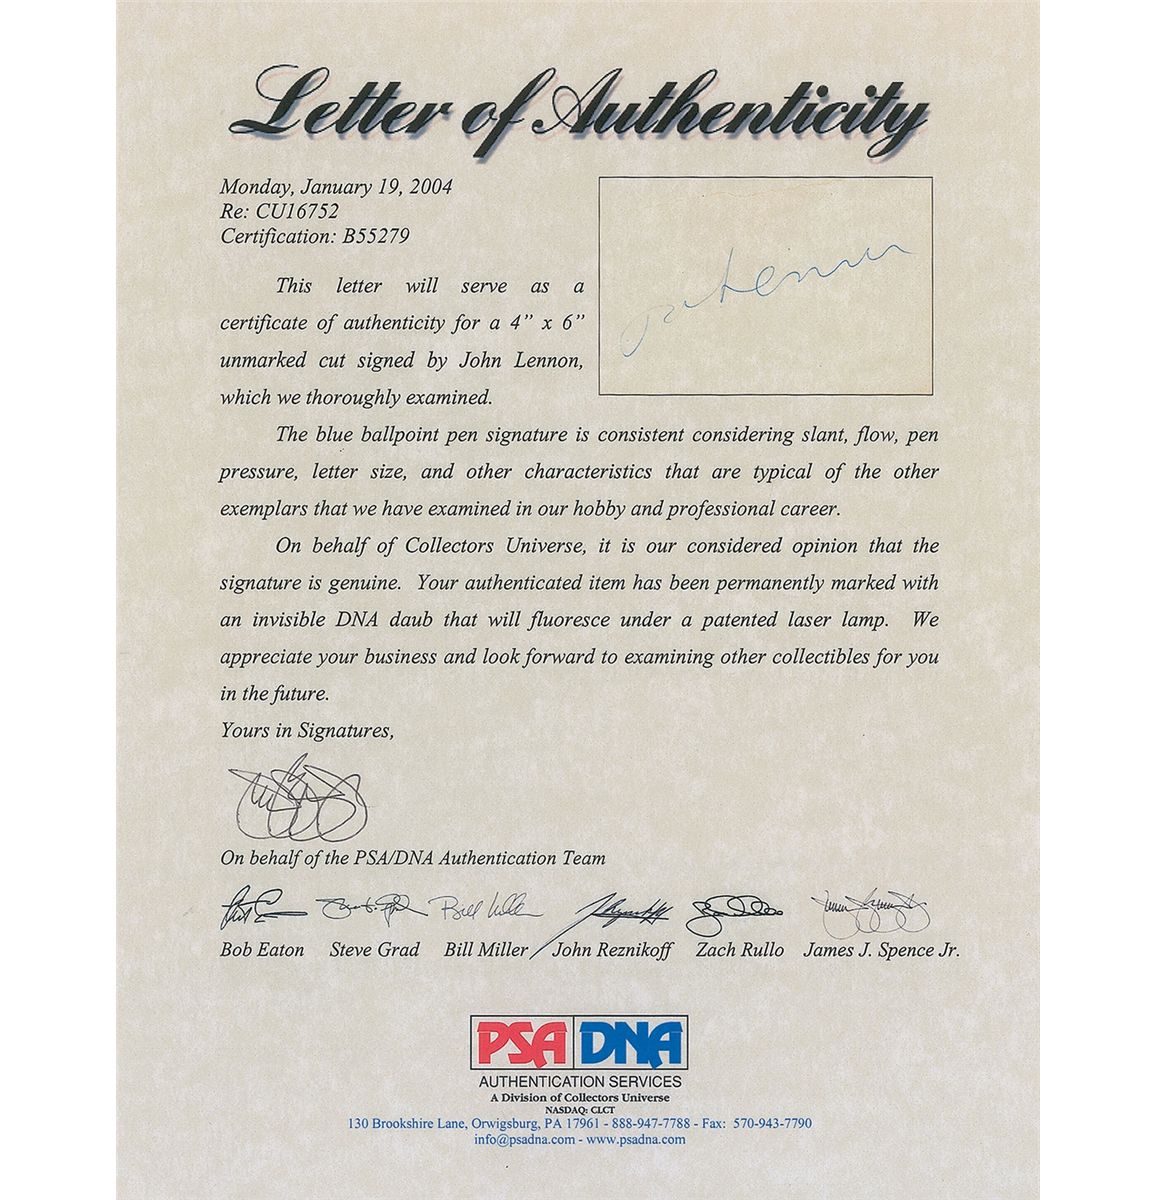 Letter of Authenticity
Monday, January 19, 2004
Re: CU16752
Certification: B55279
This letter will serve as a
certificate of authenticity for a 4” x 6”
unmarked cut signed by John Lennon,
which we thoroughly examined.
John Lennon
The blue ballpoint pen signature is consistent considering slant, flow, pen
pressure, letter size, and other characteristics that are typical of the other
exemplars that we have examined in our hobby and professional career.
On behalf of Collectors Universe, it is our considered opinion that the
signature is genuine. Your authenticated item has been permanently marked with
an invisible DNA daub that will fluoresce under a patented laser lamp. We
appreciate your business and look forward to examining other collectibles for you
in the future.
Yours in Signatures,
On behalf of the PSA/DNA Authentication Team
Bob Eaton Steve Grad Bill Miller John Reznikoff Zach Rullo James J. Spence Jr.
PSA DNA
AUTHENTICATION SERVICES
A Division of Collectors Universe
NASDAQ: CLCT
130 Brookshire Lane, Orwigsburg, PA 17961 - 888-947-7788 - Fax: 570-943-7790
info@psadna.com - www.psadna.com